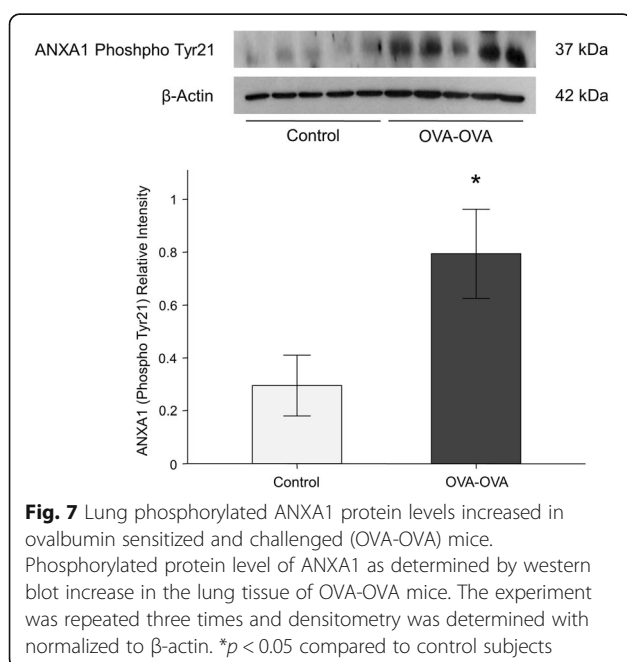 ANXA1 Phoshpho Tyr21 37 kDa
β-Actin 42 kDa
Control OVA-OVA
*
1
0.8
0.6
0.4
0.2
0
ANXA1 (Phospho Tyr21) Relative Intensity
Control OVA-OVA
Fig. 7 Lung phosphorylated ANXA1 protein levels increased in
ovalbumin sensitized and challenged (OVA-OVA) mice.
Phosphorylated protein level of ANXA1 as determined by western
blot increase in the lung tissue of OVA-OVA mice. The experiment
was repeated three times and densitometry was determined with
normalized to β-actin. *p < 0.05 compared to control subjects